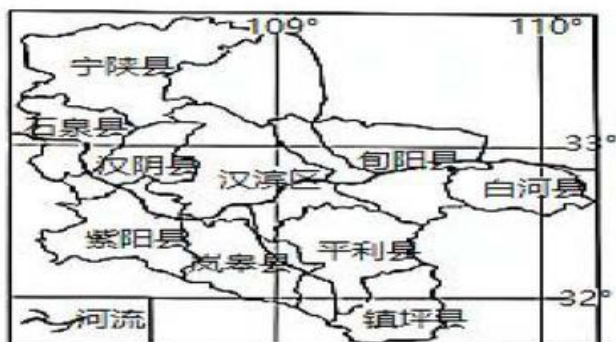 109°
110°
宁陕县
石泉县
33°
汉阴县
旬阳县
汉滨区
白河县
紫阳县
岚皋县
平利县
32°
河流
镇坪县